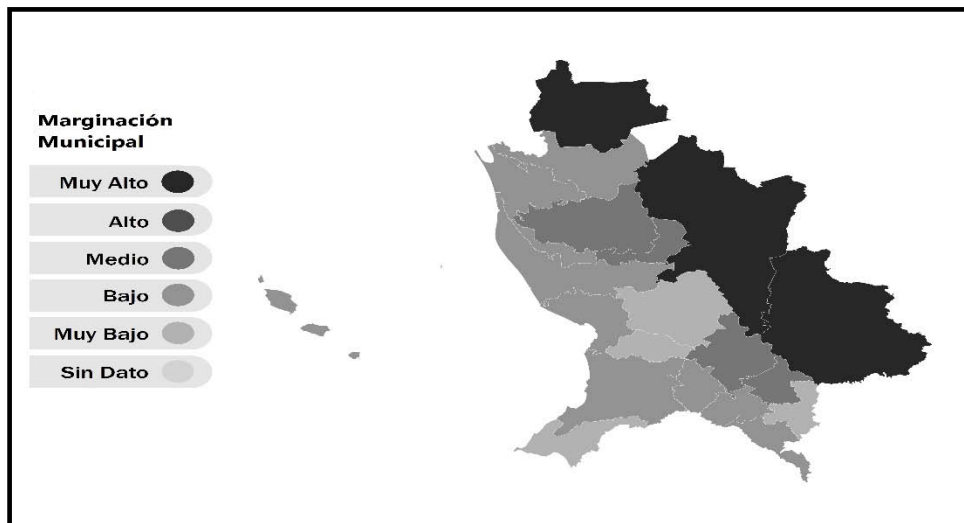 Marginación
Municipal
Muy Alto
Alto
Medio
Bajo
Muy Bajo
Sin Dato